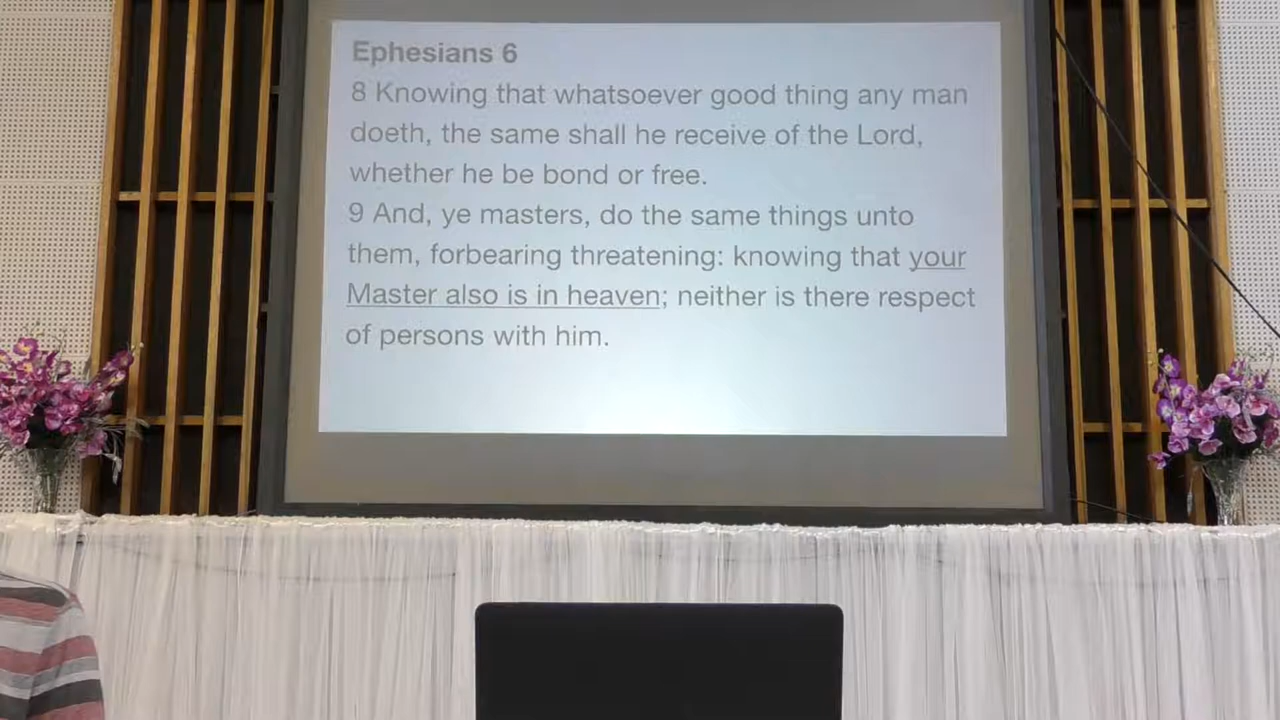 Ephesians 6
8 Knowing that whatsoever good thing any man
doeth, the same shall he receive of the Lord,
whether he be bond or free.
9 And, ye masters, do the same things unto
them, forbearing threatening: knowing that your
Master also is in heaven; neither is there respect
of persons with him.